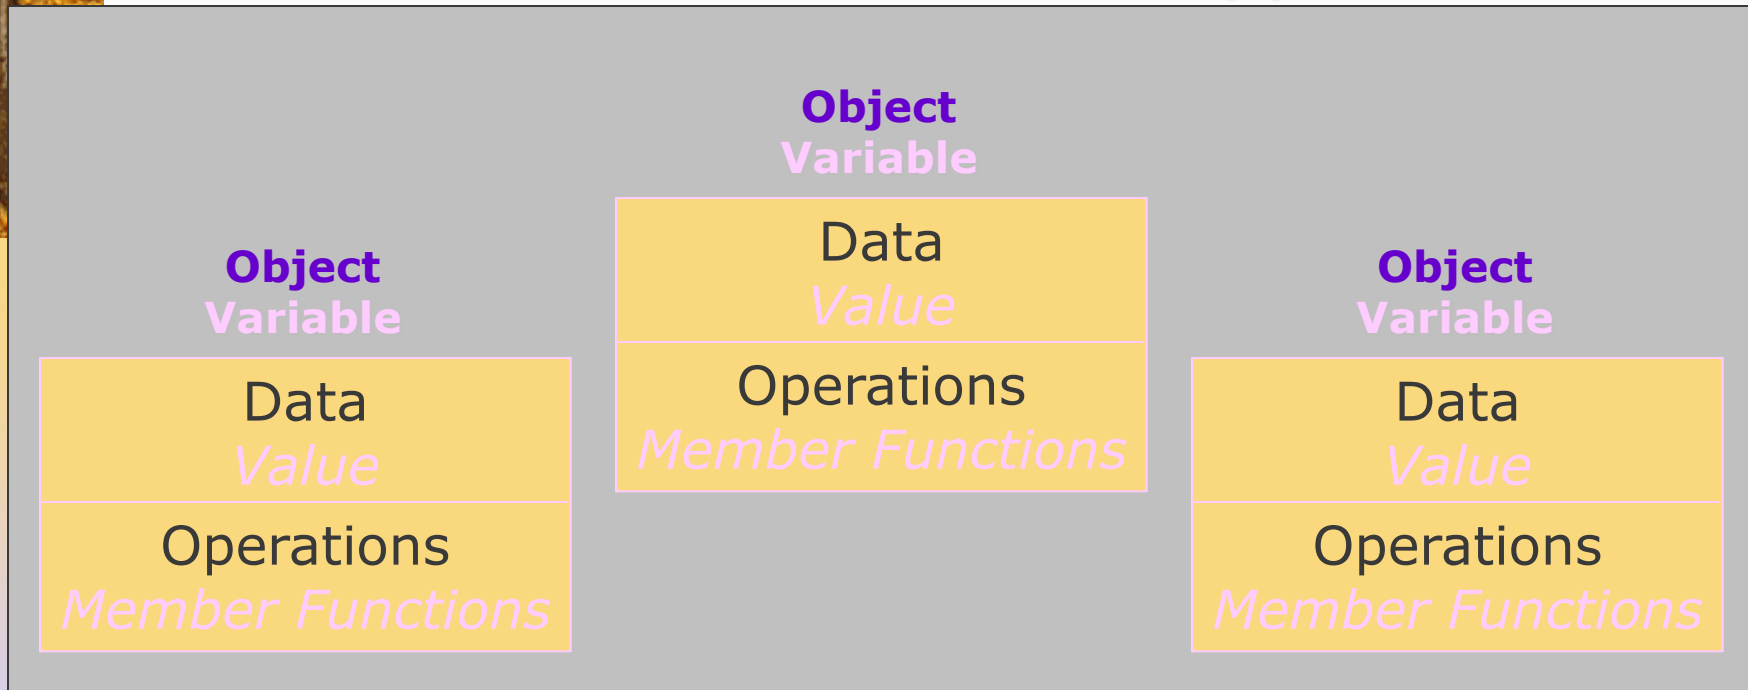 Object
Variable
Data
Value
Operations
Member Functions
Object
Variable
Data
Value
Operations
Member Functions
Object
Variable
Data
Value
Operations
Member Functions